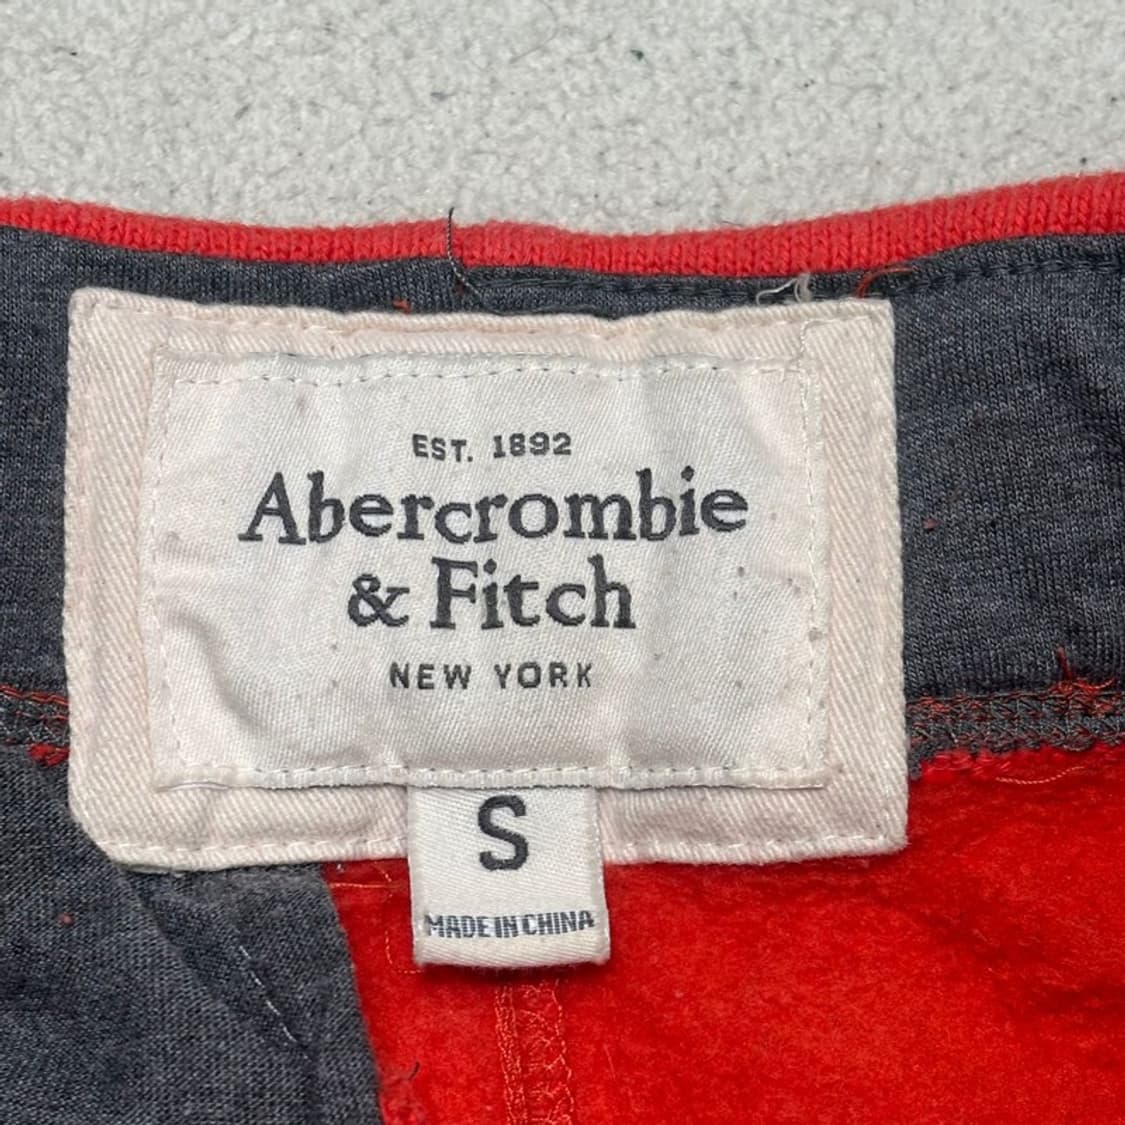 EST. 1892
Abercrombie
& Fitch
NEW YORK
S
MADE IN CHINA